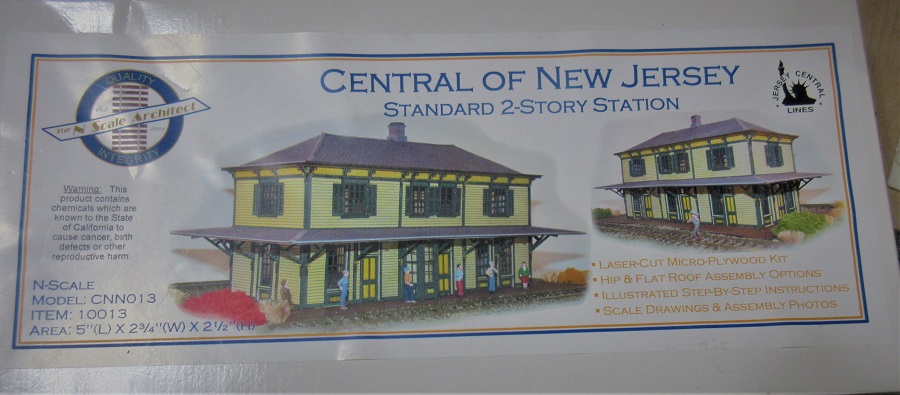 QUALITY
The N Scale Architect
INTEGRITY
CENTRAL OF NEW JERSEY
STANDARD 2-STORY STATION
JERSEY CENTRAL
LINES
Warning: This
product contains
chemicals which are
known to the State
of California to
cause cancer, birth
defects or other
reproductive harm
N-SCALE
MODEL: CNN013
ITEM: 10013
AREA: 5"(L) X 2¾"(W) X 2½"(H)
• LASER-CUT MICRO-PLYWOOD KIT
• HIP & FLAT ROOF ASSEMBLY OPTIONS
• ILLUSTRATED STEP-BY-STEP INSTRUCTIONS
• SCALE DRAWINGS & ASSEMBLY PHOTOS